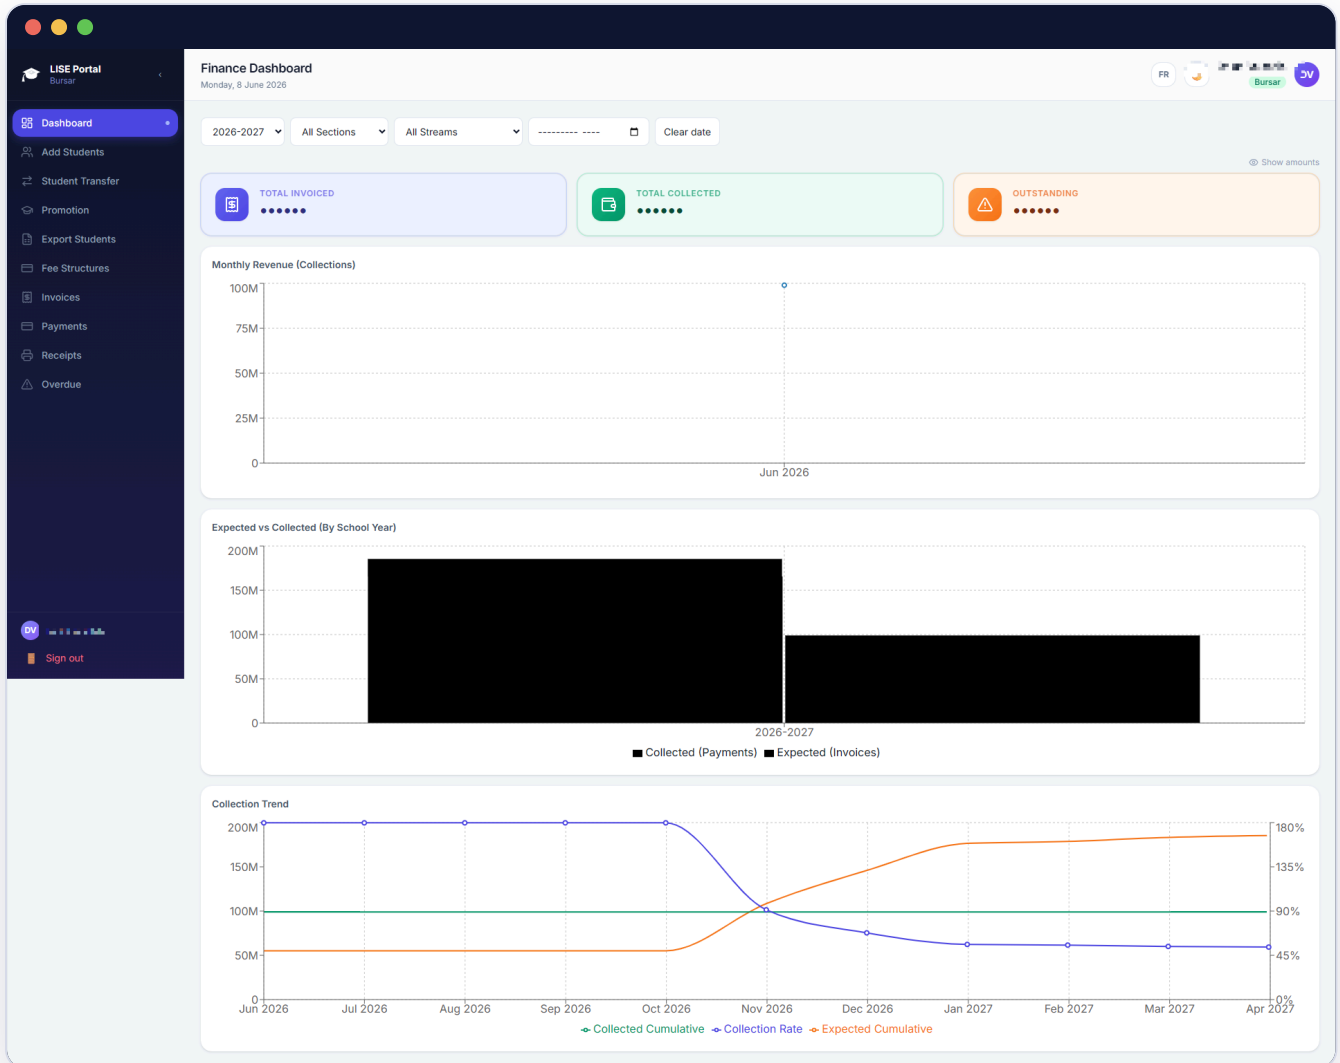 LISE Portal
Bursar
Dashboard
Add Students
Student Transfer
Promotion
Export Students
Fee Structures
Invoices
Payments
Receipts
Overdue
DV
Sign out
Finance Dashboard
Monday, 8 June 2026
FR
Bursar
DV
2026-2027
All Sections
All Streams
--------- ----
Clear date
Show amounts
TOTAL INVOICED
••••••
TOTAL COLLECTED
••••••
OUTSTANDING
••••••
Monthly Revenue (Collections)
100M
75M
50M
25M
0
Jun 2026
Expected vs Collected (By School Year)
200M
150M
100M
50M
0
2026-2027
Collected (Payments) Expected (Invoices)
Collection Trend
200M 180%
150M 135%
100M 90%
50M 45%
0 0%
Jun 2026 Jul 2026 Aug 2026 Sep 2026 Oct 2026 Nov 2026 Dec 2026 Jan 2027 Feb 2027 Mar 2027 Apr 2027
Collected Cumulative Collection Rate Expected Cumulative